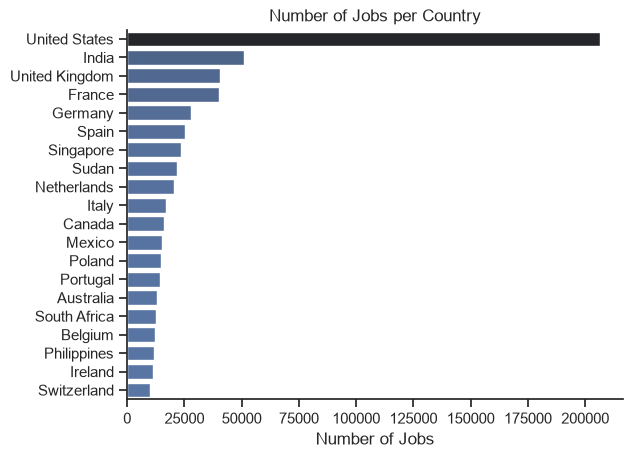 Number of Jobs per Country
United States
India
United Kingdom
France
Germany
Spain
Singapore
Sudan
Netherlands
Italy
Canada
Mexico
Poland
Portugal
Australia
South Africa
Belgium
Philippines
Ireland
Switzerland
0 25000 50000 75000 100000 125000 150000 175000 200000
Number of Jobs